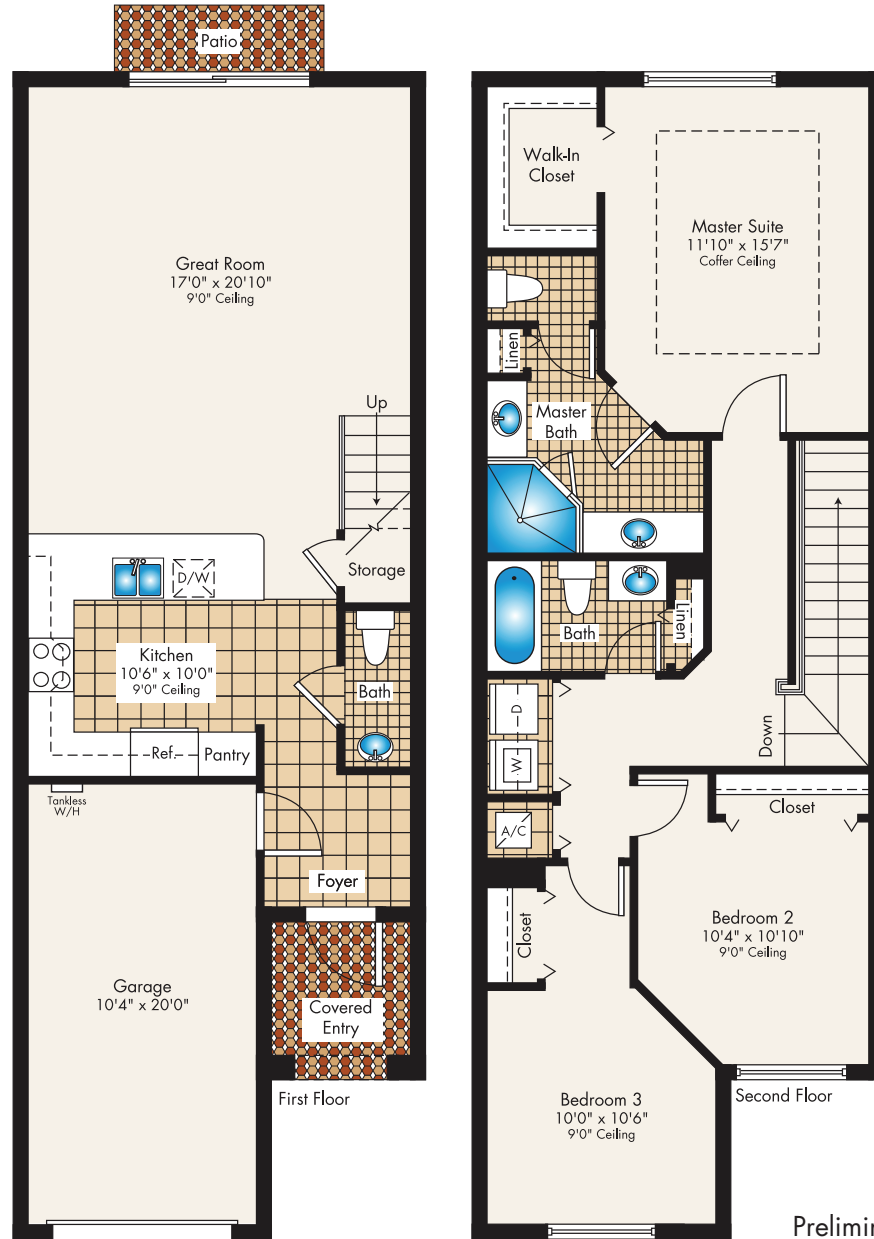 Patio
Great Room
17'0" x 20'10"
9'0" Ceiling
Up
Storage
D/W
Kitchen
10'6" x 10'0"
9'0" Ceiling
Bath
Ref.
Pantry
Tankless
W/H
Foyer
Garage
10'4" x 20'0"
Covered
Entry
First Floor
Walk-In
Closet
Master Suite
11'10" x 15'7"
Coffer Ceiling
Linen
Master
Bath
Bath
Linen
D
W
Down
A/C
Closet
Closet
Bedroom 2
10'4" x 10'10"
9'0" Ceiling
Bedroom 3
10'0" x 10'6"
9'0" Ceiling
Second Floor
Prelimin